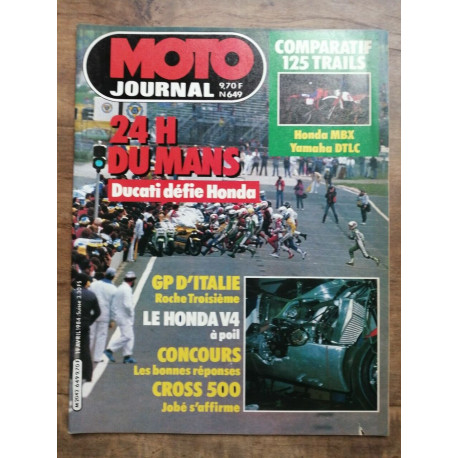 MOTO
JOURNAL
9,70 F
N 649
COMPARATIF
125 TRAILS
Honda MBX
Yamaha DTLC
24 H
DU MANS
Ducati défie Honda
GP D'ITALIE
Roche Troisième
LE HONDA V4
à poil
CONCOURS
Les bonnes réponses
CROSS 500
Jobé s'affirme